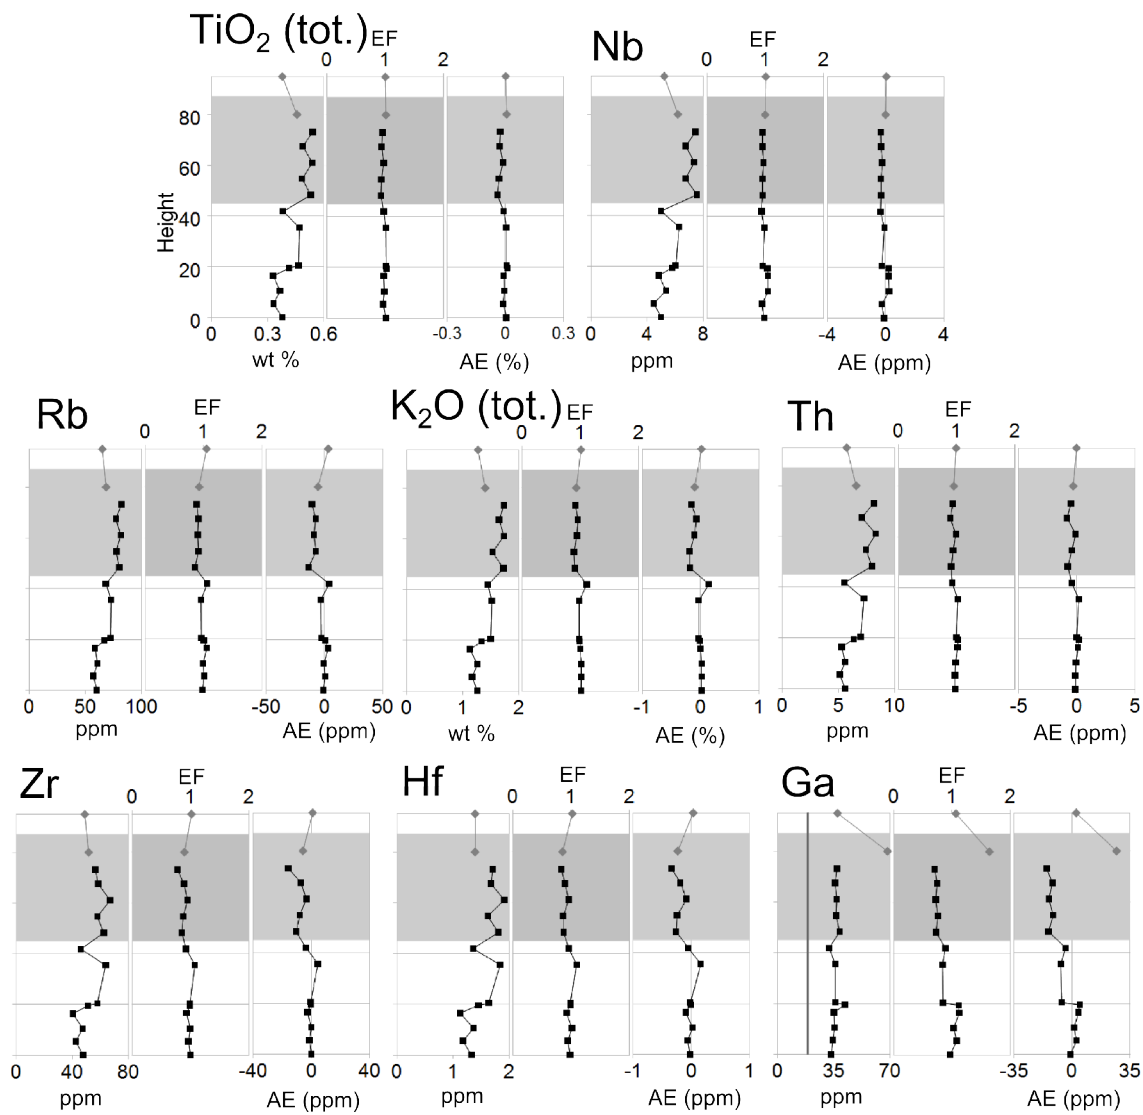 TiO2 (tot.) EF Nb EF
0 1 2 0 1 2
80
60
40
20
0
Height
0 0.3 0.6 -0.3 0 0.3 0 4 8 -4 0 4
wt % AE (%) ppm AE (ppm)
Rb EF K2O (tot.) EF Th EF
0 1 2 0 1 2 0 1 2
0 50 100 -50 0 50 0 1 2 -1 0 1 0 5 10 -5 0 5
ppm AE (ppm) wt % AE (%) ppm AE (ppm)
Zr EF Hf EF Ga EF
0 1 2 0 1 2 0 1 2
0 40 80 -40 0 40 0 1 2 -1 0 1 0 35 70 -35 0 35
ppm AE (ppm) ppm AE (ppm) ppm AE (ppm)